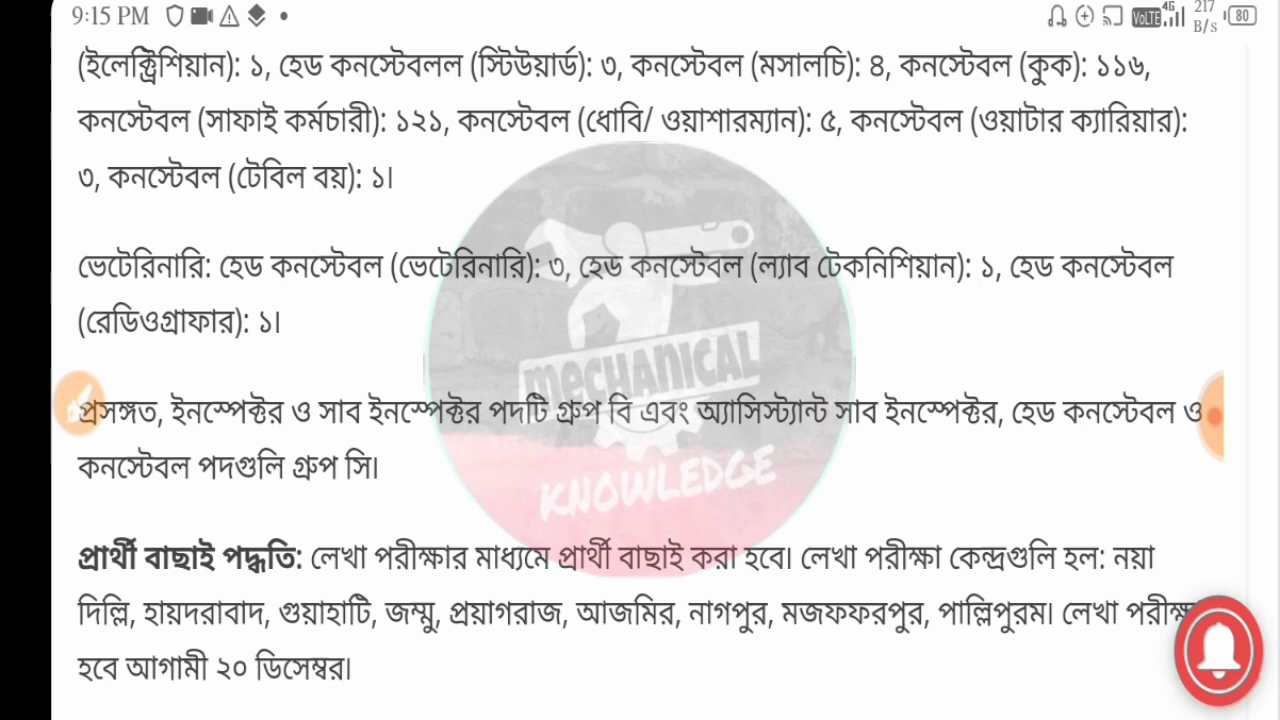 9:15 PM
VoLTE 4G 217 B/s 80
(ইলেক্ট্রিশিয়ান): ১, হেড কনস্টেবলল (স্টিউয়ার্ড): ৩, কনস্টেবল (মসালচি): ৪, কনস্টেবল (কুক): ১১৬,
কনস্টেবল (সাফাই কর্মচারী): ১২১, কনস্টেবল (ধোবি/ ওয়াশারম্যান): ৫, কনস্টেবল (ওয়াটার ক্যারিয়ার):
৩, কনস্টেবল (টেবিল বয়): ১।
ভেটেরিনারি: হেড কনস্টেবল (ভেটেরিনারি): ৩, হেড কনস্টেবল (ল্যাব টেকনিশিয়ান): ১, হেড কনস্টেবল
(রেডিওগ্রাফার): ১।
MECHANICAL
প্রসঙ্গত, ইনস্পেক্টর ও সাব ইনস্পেক্টর পদটি গ্রুপ বি এবং অ্যাসিস্ট্যান্ট সাব ইনস্পেক্টর, হেড কনস্টেবল ও
কনস্টেবল পদগুলি গ্রুপ সি।
KNOWLEDGE
প্রার্থী বাছাই পদ্ধতি: লেখা পরীক্ষার মাধ্যমে প্রার্থী বাছাই করা হবে। লেখা পরীক্ষা কেন্দ্রগুলি হল: নয়া
দিল্লি, হায়দরাবাদ, গুয়াহাটি, জম্মু, প্রয়াগরাজ, আজমির, নাগপুর, মজফফরপুর, পাল্লিপুরম। লেখা পরীক্ষা
হবে আগামী ২০ ডিসেম্বর।